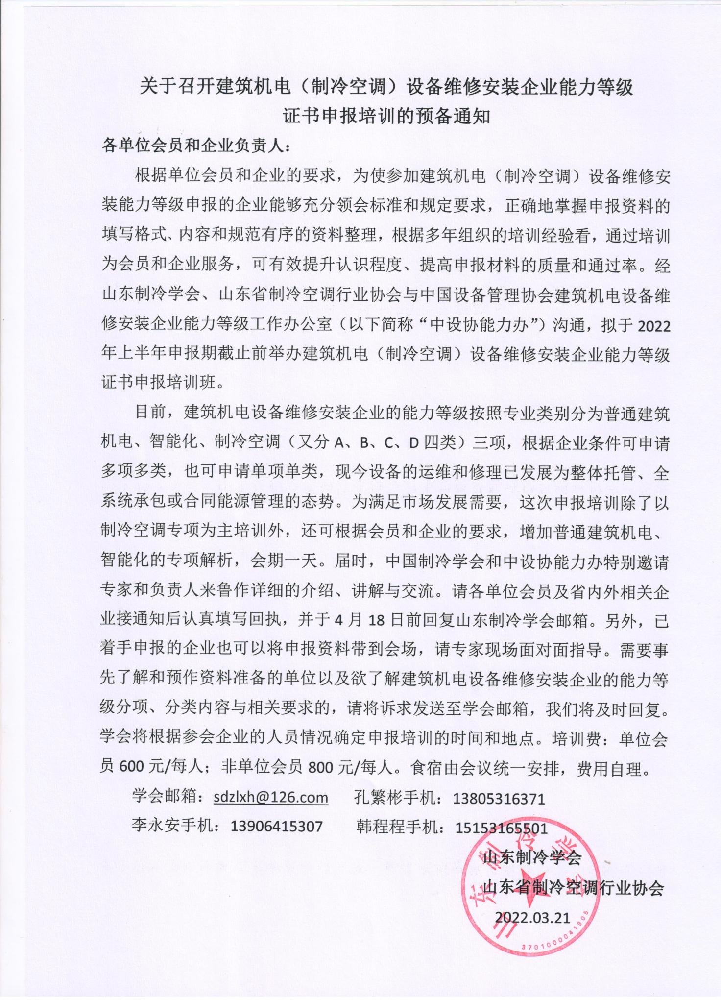 关于召开建筑机电（制冷空调）设备维修安装企业能力等级
证书申报培训的预备通知
各单位会员和企业负责人：
根据单位会员和企业的要求，为使参加建筑机电（制冷空调）设备维修安
装能力等级申报的企业能够充分领会标准和规定要求，正确地掌握申报资料的
填写格式、内容和规范有序的资料整理，根据多年组织的培训经验看，通过培训
为会员和企业服务，可有效提升认识程度、提高申报材料的质量和通过率。经
山东制冷学会、山东省制冷空调行业协会与中国设备管理协会建筑机电设备维
修安装企业能力等级工作办公室（以下简称“中设协能力办”）沟通，拟于 2022
年上半年申报期截止前举办建筑机电（制冷空调）设备维修安装企业能力等级
证书申报培训班。
目前，建筑机电设备维修安装企业的能力等级按照专业类别分为普通建筑
机电、智能化、制冷空调（又分 A、B、C、D 四类）三项，根据企业条件可申请
多项多类，也可申请单项单类，现今设备的运维和修理已发展为整体托管、全
系统承包或合同能源管理的态势。为满足市场发展需要，这次申报培训除了以
制冷空调专项为主培训外，还可根据会员和企业的要求，增加普通建筑机电、
智能化的专项解析，会期一天。届时，中国制冷学会和中设协能力办特别邀请
专家和负责人来鲁作详细的介绍、讲解与交流。请各单位会员及省内外相关企
业接通知后认真填写回执，并于 4 月 18 日前回复山东制冷学会邮箱。另外，已
着手申报的企业也可以将申报资料带到会场，请专家现场面对面指导。需要事
先了解和预作资料准备的单位以及欲了解建筑机电设备维修安装企业的能力等
级分项、分类内容与相关要求的，请将诉求发送至学会邮箱，我们将及时回复。
学会将根据参会企业的人员情况确定申报培训的时间和地点。培训费：单位会
员 600 元/每人；非单位会员 800 元/每人。食宿由会议统一安排，费用自理。
学会邮箱：sdzlxh@126.com 孔繁彬手机：13805316371
李永安手机：13906415307 韩程程手机：15153165501
山东制冷学会
山东省制冷空调行业协会
2022.03.21
山东制冷学会
3701000041905